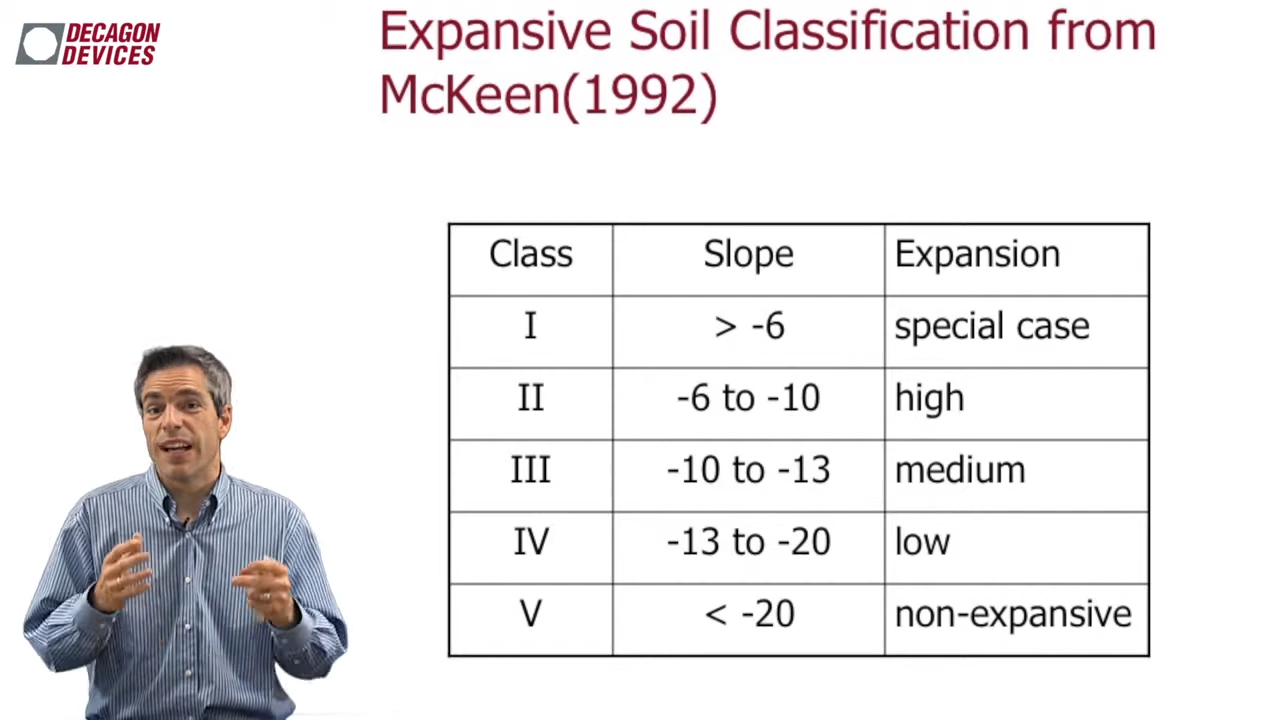 DECAGON
DEVICES
Expansive Soil Classification from
McKeen(1992)
Class Slope Expansion
I > -6 special case
II -6 to -10 high
III -10 to -13 medium
IV -13 to -20 low
V < -20 non-expansive